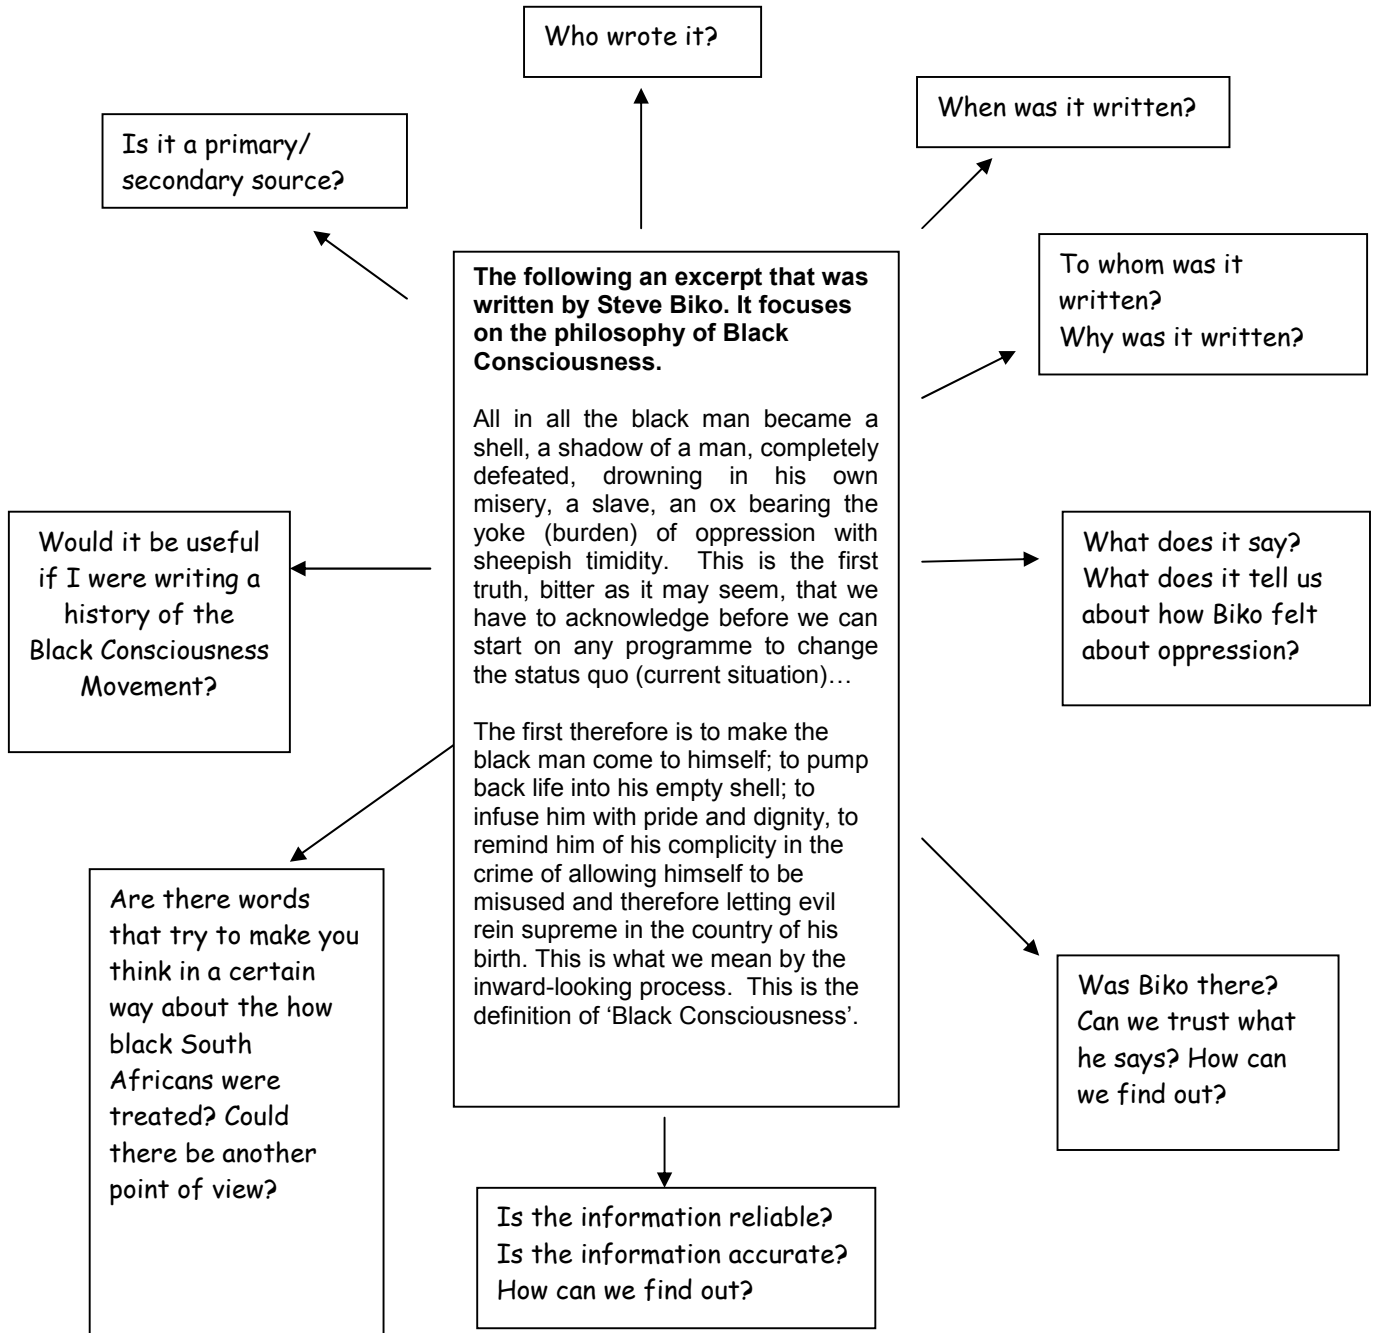 Who wrote it?
When was it written?
Is it a primary/
secondary source?
To whom was it
written?
Why was it written?
The following an excerpt that was
written by Steve Biko. It focuses
on the philosophy of Black
Consciousness.
All in all the black man became a
shell, a shadow of a man, completely
defeated, drowning in his own
misery, a slave, an ox bearing the
yoke (burden) of oppression with
sheepish timidity. This is the first
truth, bitter as it may seem, that we
have to acknowledge before we can
start on any programme to change
the status quo (current situation)…
The first therefore is to make the
black man come to himself; to pump
back life into his empty shell; to
infuse him with pride and dignity, to
remind him of his complicity in the
crime of allowing himself to be
misused and therefore letting evil
rein supreme in the country of his
birth. This is what we mean by the
inward-looking process. This is the
definition of ‘Black Consciousness’.
Would it be useful
if I were writing a
history of the
Black Consciousness
Movement?
What does it say?
What does it tell us
about how Biko felt
about oppression?
Are there words
that try to make you
think in a certain
way about the how
black South
Africans were
treated? Could
there be another
point of view?
Was Biko there?
Can we trust what
he says? How can
we find out?
Is the information reliable?
Is the information accurate?
How can we find out?